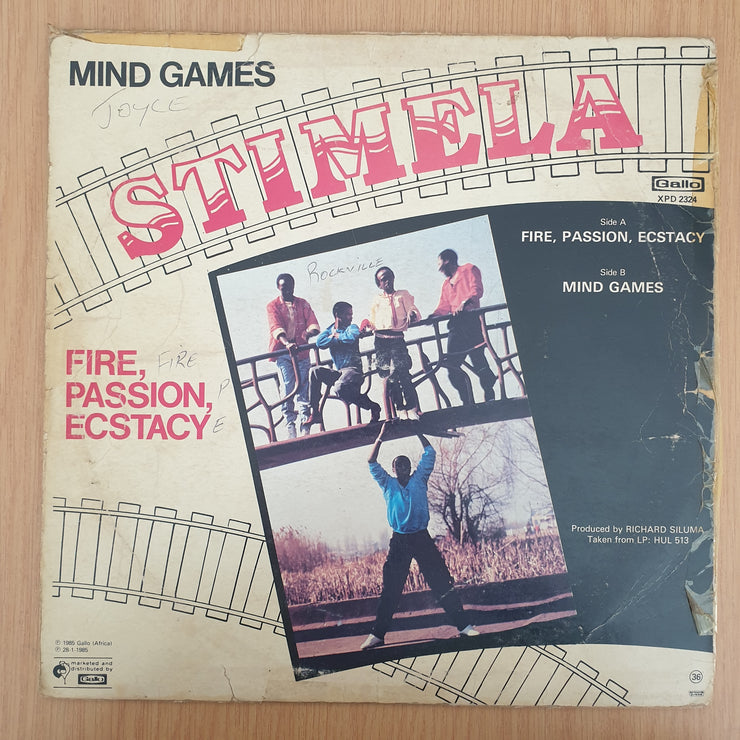 MIND GAMES
JOYCE
STIMELA
Gallo
XPD 2324
Side A
FIRE, PASSION, ECSTACY
Side B
MIND GAMES
ROCKVILLE
FIRE, FIRE
PASSION, P
ECSTACY E
Produced by RICHARD SILUMA
Taken from LP: HUL 513
℗ 1985 Gallo (Africa)
℗ 28-1-1985
marketed and
distributed by
Gallo
36